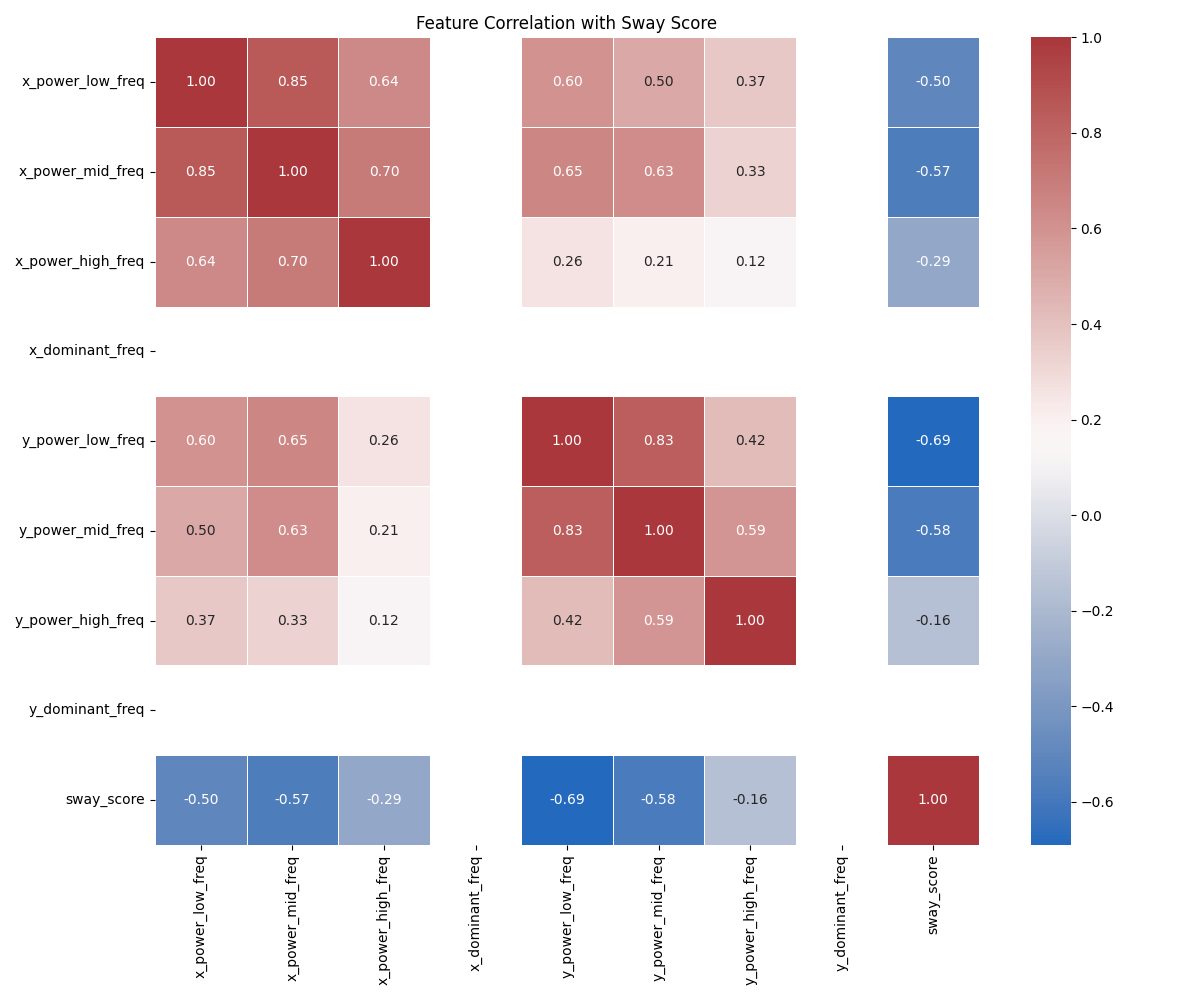 Feature Correlation with Sway Score
x_power_low_freq 1.00 0.85 0.64 0.60 0.50 0.37 -0.50
x_power_mid_freq 0.85 1.00 0.70 0.65 0.63 0.33 -0.57
x_power_high_freq 0.64 0.70 1.00 0.26 0.21 0.12 -0.29
x_dominant_freq
y_power_low_freq 0.60 0.65 0.26 1.00 0.83 0.42 -0.69
y_power_mid_freq 0.50 0.63 0.21 0.83 1.00 0.59 -0.58
y_power_high_freq 0.37 0.33 0.12 0.42 0.59 1.00 -0.16
y_dominant_freq
sway_score -0.50 -0.57 -0.29 -0.69 -0.58 -0.16 1.00
x_power_low_freq
x_power_mid_freq
x_power_high_freq
x_dominant_freq
y_power_low_freq
y_power_mid_freq
y_power_high_freq
y_dominant_freq
sway_score
1.0
0.8
0.6
0.4
0.2
0.0
−0.2
−0.4
−0.6